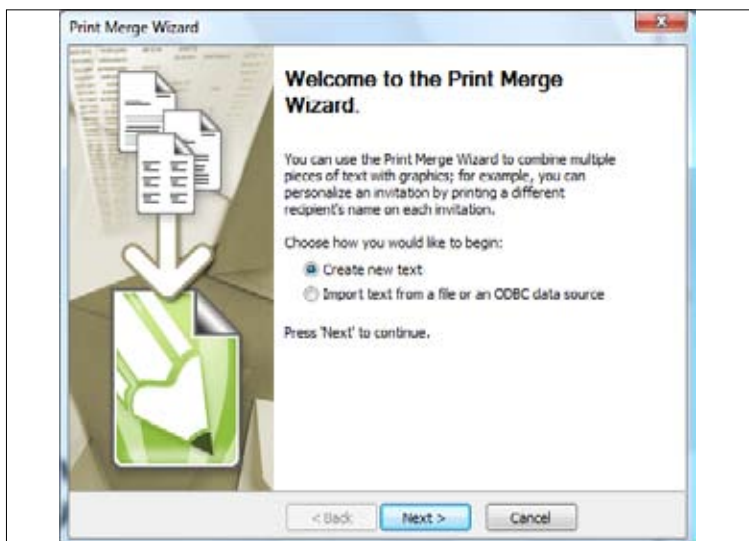 Print Merge Wizard
Welcome to the Print Merge
Wizard.
You can use the Print Merge Wizard to combine multiple
pieces of text with graphics; for example, you can
personalize an invitation by printing a different
recipient's name on each invitation.
Choose how you would like to begin:
Create new text
Import text from a file or an ODBC data source
Press 'Next' to continue.
< Back Next > Cancel